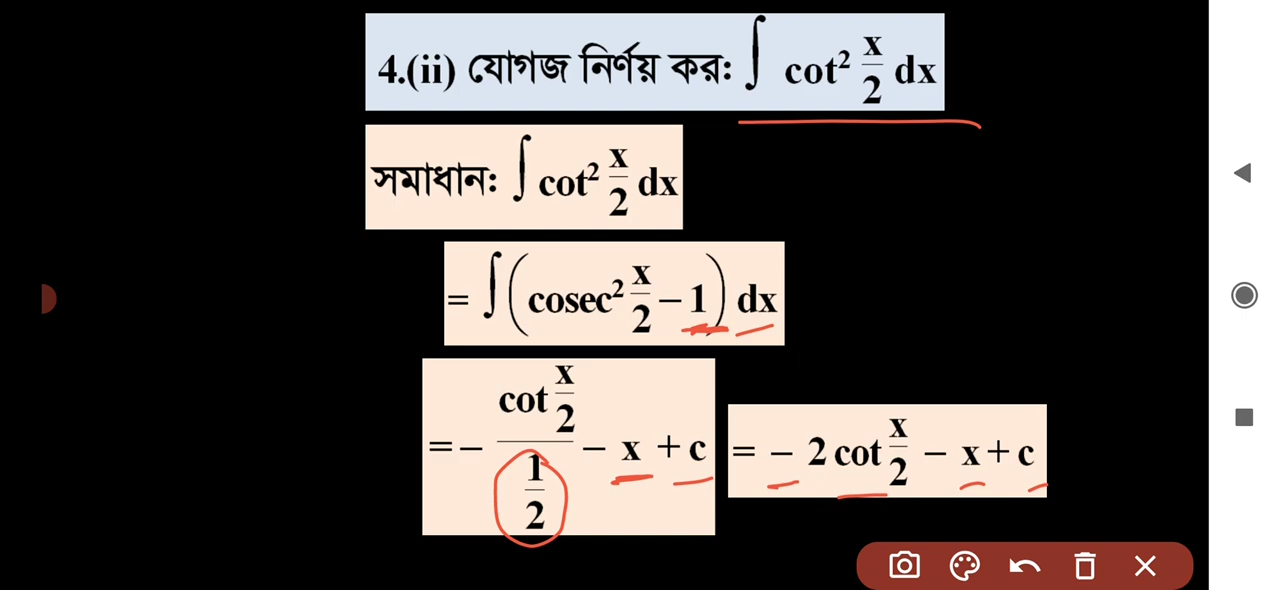 4.(ii) যোগজ নির্ণয় কর: ∫ cot² x/2 dx
সমাধান: ∫ cot² x/2 dx
= ∫ (cosec² x/2 − 1) dx
= − (cot x/2)/(1/2) − x + c = − 2 cot x/2 − x + c